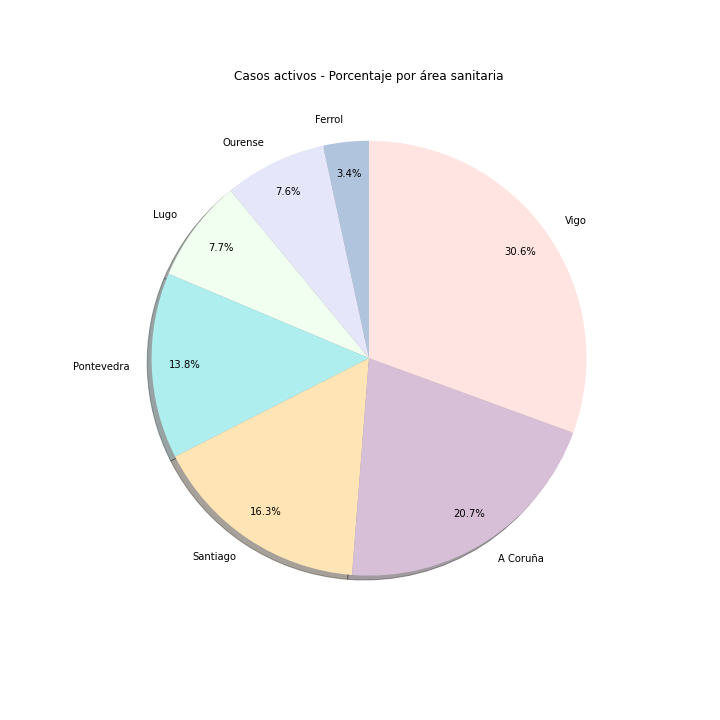 Casos activos - Porcentaje por área sanitaria
Ferrol
3.4%
Ourense
7.6%
Lugo
7.7%
Vigo
30.6%
Pontevedra
13.8%
Santiago
16.3%
A Coruña
20.7%